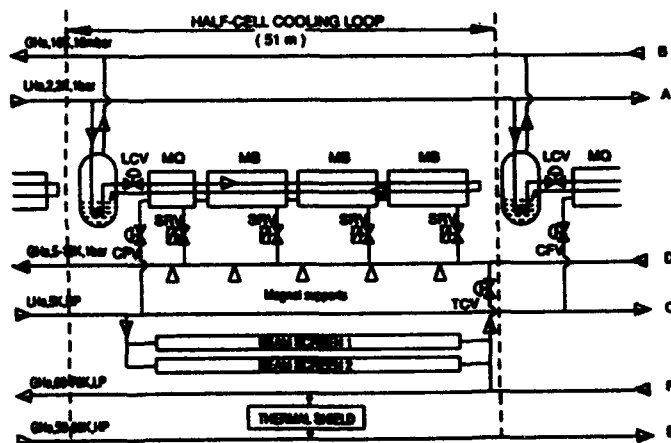 HALF-CELL COOLING LOOP
( 51 m )
B
A
LCV MQ MB MB MB LCV MQ
SRV SRV SRV SRV
CFV CFV
D
Magnet supports
TCV
C
BEAM SCREEN 1
BEAM SCREEN 2
F
THERMAL SHIELD
E